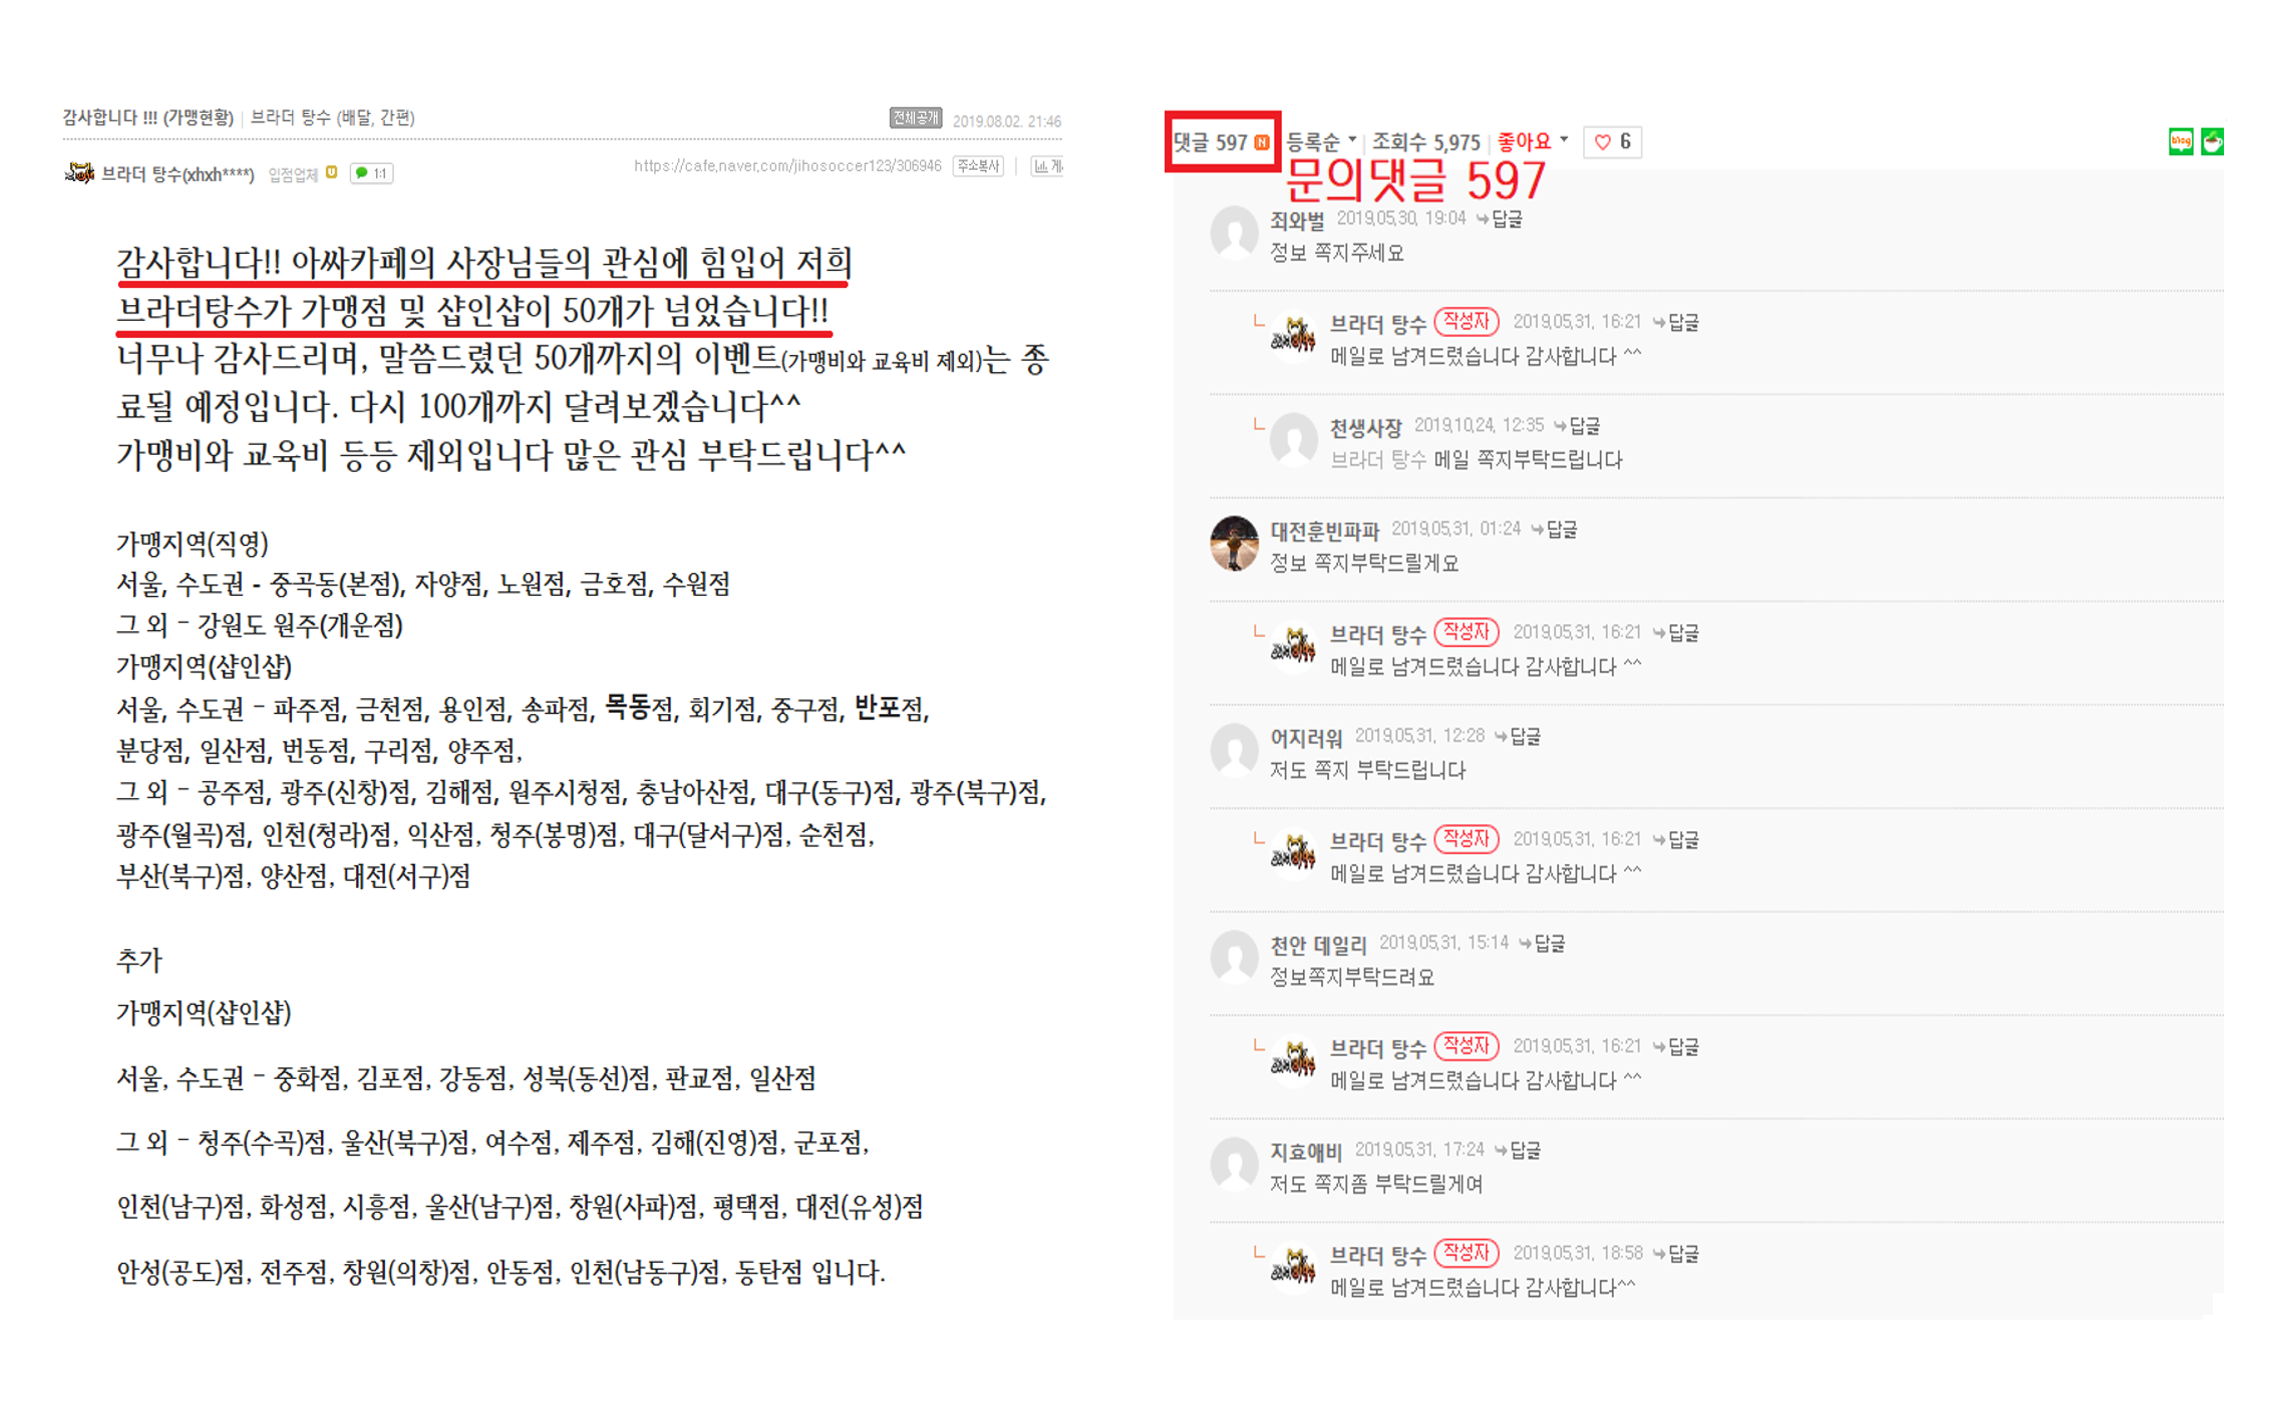 감사합니다 !!! (가맹현황) | 브라더 탕수 (배달, 간편)
전체공개 2019.08.02. 21:46
브라더 탕수(xhxh****) 입점업체 1:1
https://cafe.naver.com/jihosoccer123/306946 주소복사 |
감사합니다!! 아싸카페의 사장님들의 관심에 힘입어 저희
브라더탕수가 가맹점 및 샵인샵이 50개가 넘었습니다!!
너무나 감사드리며, 말씀드렸던 50개까지의 이벤트(가맹비와 교육비 제외)는 종
료될 예정입니다. 다시 100개까지 달려보겠습니다^^
가맹비와 교육비 등등 제외입니다 많은 관심 부탁드립니다^^
가맹지역(직영)
서울, 수도권 - 중곡동(본점), 자양점, 노원점, 금호점, 수원점
그 외 - 강원도 원주(개운점)
가맹지역(샵인샵)
서울, 수도권 - 파주점, 금천점, 용인점, 송파점, 목동점, 회기점, 중구점, 반포점,
분당점, 일산점, 번동점, 구리점, 양주점,
그 외 - 공주점, 광주(신창)점, 김해점, 원주시청점, 충남아산점, 대구(동구)점, 광주(북구)점,
광주(월곡)점, 인천(청라)점, 익산점, 청주(봉명)점, 대구(달서구)점, 순천점,
부산(북구)점, 양산점, 대전(서구)점
추가
가맹지역(샵인샵)
서울, 수도권 - 중화점, 김포점, 강동점, 성북(동선)점, 판교점, 일산점
그 외 - 청주(수곡)점, 울산(북구)점, 여수점, 제주점, 김해(진영)점, 군포점,
인천(남구)점, 화성점, 시흥점, 울산(남구)점, 창원(사파)점, 평택점, 대전(유성)점
안성(공도)점, 전주점, 창원(의창)점, 안동점, 인천(남동구)점, 동탄점 입니다.
댓글 597 N 등록순 | 조회수 5,975 | 좋아요 ♡ 6
blog
문의댓글 597
죄와벌 2019.05.30. 19:04 답글
정보 쪽지주세요
브라더 탕수 작성자 2019.05.31. 16:21 답글
메일로 남겨드렸습니다 감사합니다 ^^
천생사장 2019.10.24. 12:35 답글
브라더 탕수 메일 쪽지부탁드립니다
대전훈빈파파 2019.05.31. 01:24 답글
정보 쪽지부탁드릴게요
브라더 탕수 작성자 2019.05.31. 16:21 답글
메일로 남겨드렸습니다 감사합니다 ^^
어지러워 2019.05.31. 12:28 답글
저도 쪽지 부탁드립니다
브라더 탕수 작성자 2019.05.31. 16:21 답글
메일로 남겨드렸습니다 감사합니다 ^^
천안 데일리 2019.05.31. 15:14 답글
정보쪽지부탁드려요
브라더 탕수 작성자 2019.05.31. 16:21 답글
메일로 남겨드렸습니다 감사합니다 ^^
지효애비 2019.05.31. 17:24 답글
저도 쪽지좀 부탁드릴게여
브라더 탕수 작성자 2019.05.31. 18:58 답글
메일로 남겨드렸습니다 감사합니다^^